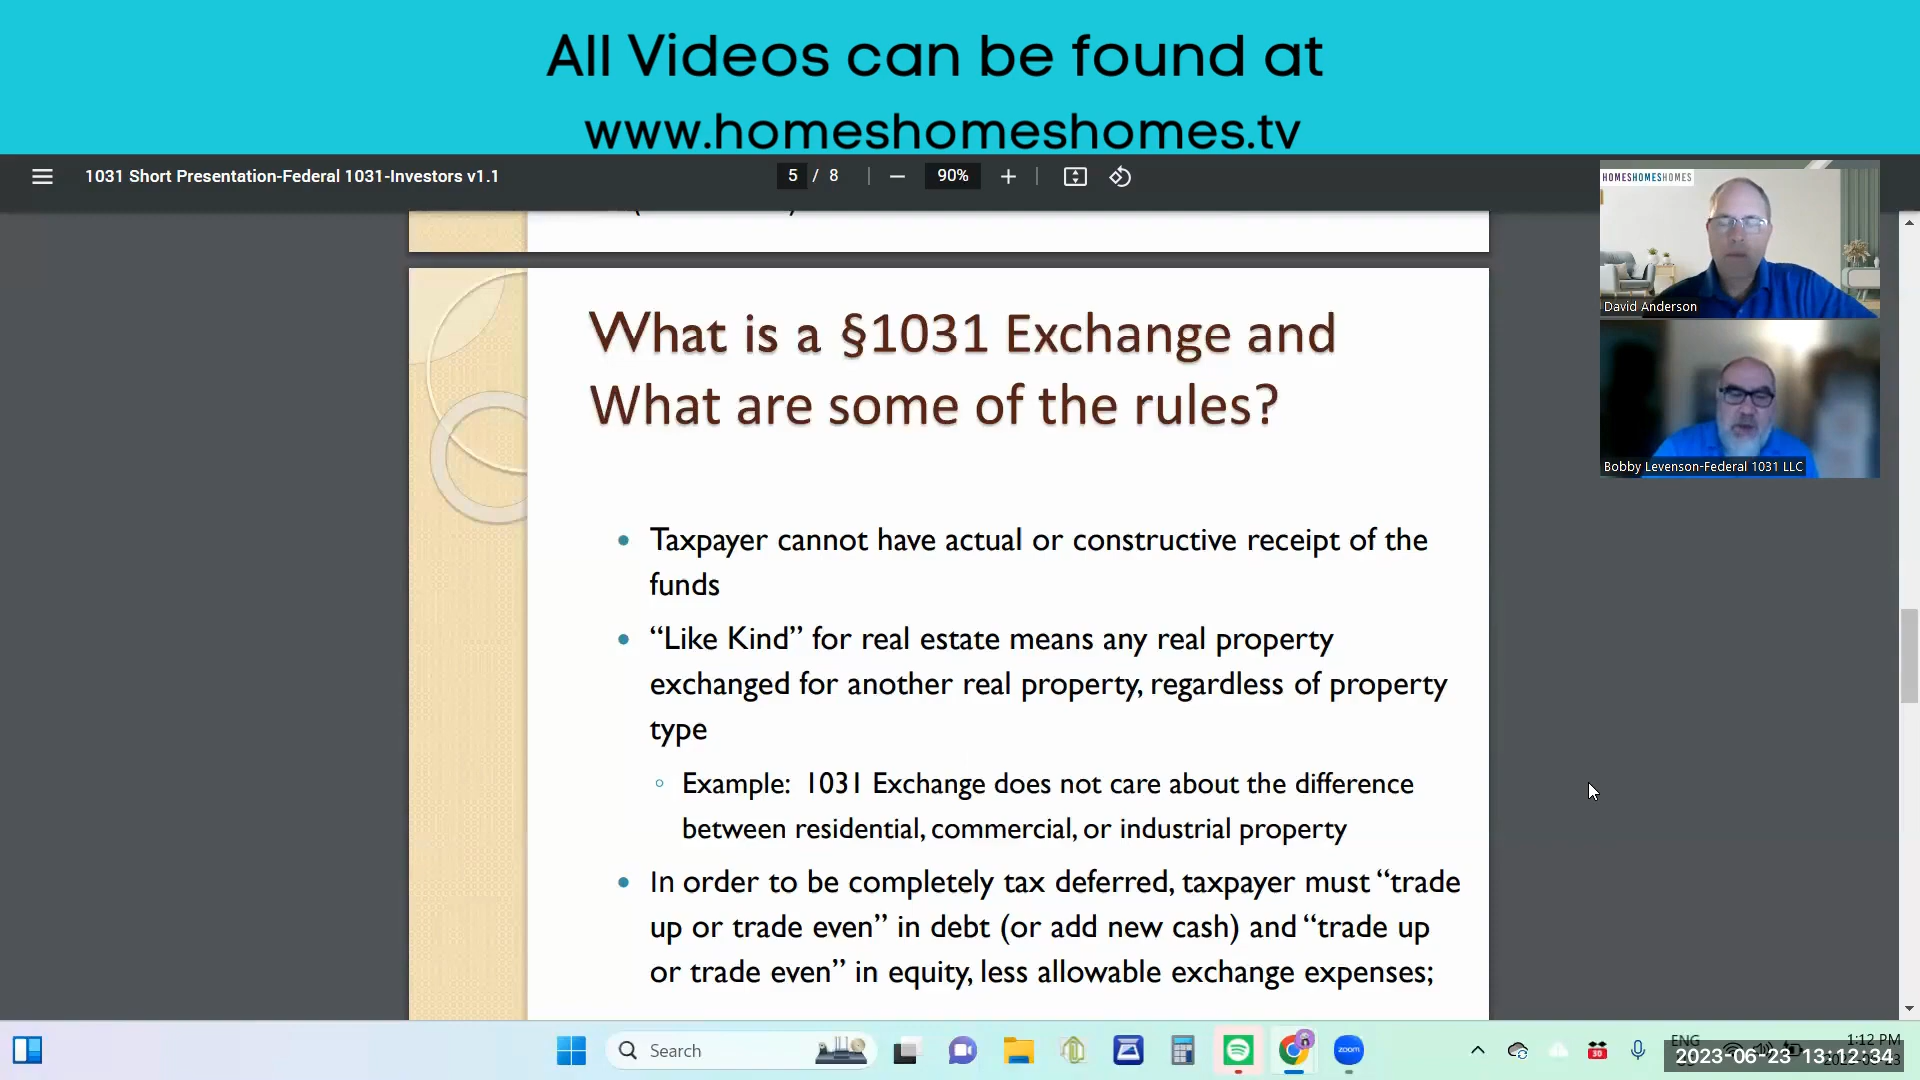 All Videos can be found at
www.homeshomeshomes.tv
1031 Short Presentation-Federal 1031-Investors v1.1
5 / 8
90%
HOMESHOMESHOMES
David Anderson
Bobby Levenson-Federal 1031 LLC
What is a §1031 Exchange and
What are some of the rules?
• Taxpayer cannot have actual or constructive receipt of the
funds
• “Like Kind” for real estate means any real property
exchanged for another real property, regardless of property
type
◦ Example: 1031 Exchange does not care about the difference
between residential, commercial, or industrial property
• In order to be completely tax deferred, taxpayer must “trade
up or trade even” in debt (or add new cash) and “trade up
or trade even” in equity, less allowable exchange expenses;
Search
zoom
30
ENG
1:12 PM
2023-06-23 13:12:34